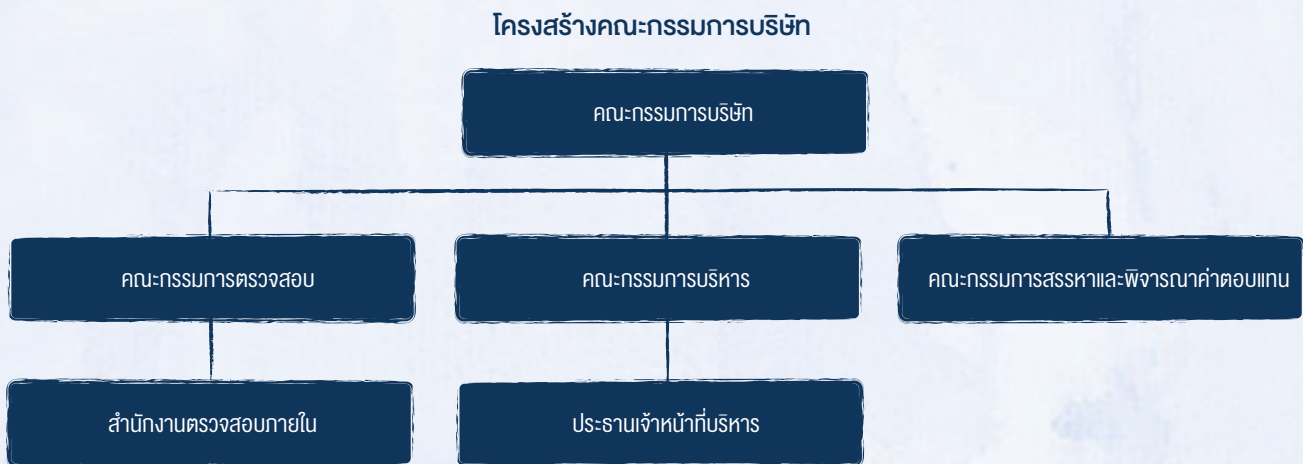 โครงสร้างคณะกรรมการบริษัท
คณะกรรมการบริษัท
คณะกรรมการตรวจสอบ
คณะกรรมการบริหาร
คณะกรรมการสรรหาและพิจารณาค่าตอบแทน
สำนักงานตรวจสอบภายใน
ประธานเจ้าหน้าที่บริหาร